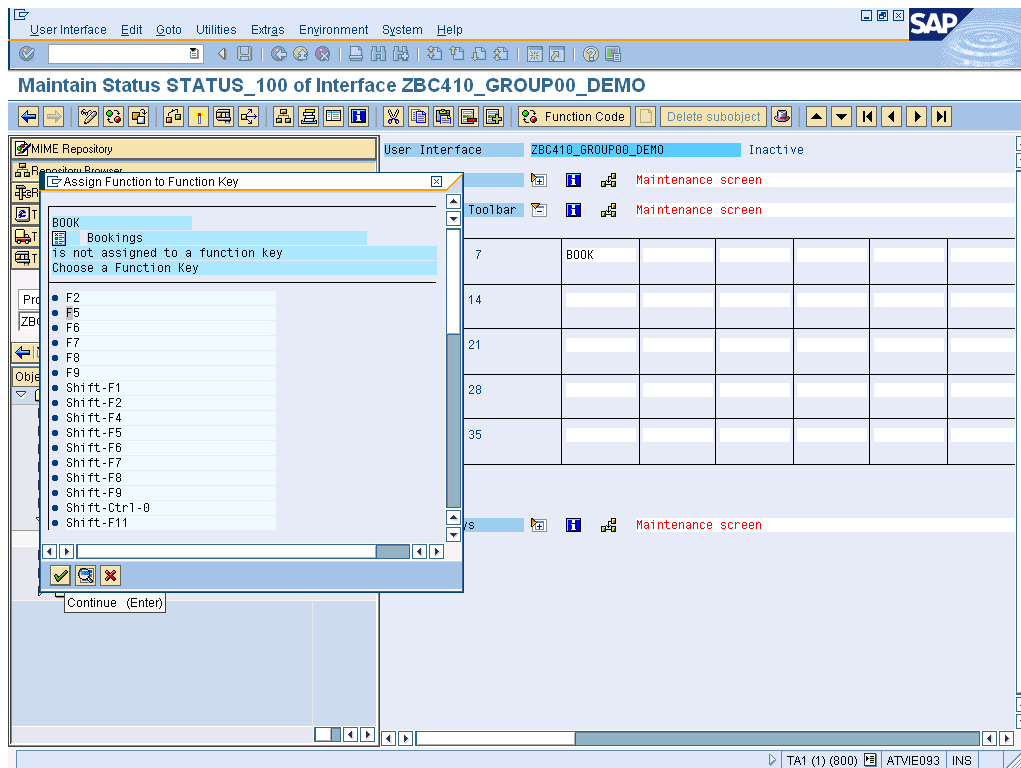 User Interface Edit Goto Utilities Extras Environment System Help
SAP
Maintain Status STATUS_100 of Interface ZBC410_GROUP00_DEMO
Function Code Delete subobject
MIME Repository
Repository Browser
User Interface ZBC410_GROUP00_DEMO Inactive
Assign Function to Function Key
Maintenance screen
Toolbar Maintenance screen
BOOK
Bookings
is not assigned to a function key
Choose a Function Key
7 BOOK
14
21
28
35
F2
F5
F6
F7
F8
F9
Shift-F1
Shift-F2
Shift-F4
Shift-F5
Shift-F6
Shift-F7
Shift-F8
Shift-F9
Shift-Ctrl-0
Shift-F11
Maintenance screen
Continue (Enter)
TA1 (1) (800) ATVIE093 INS